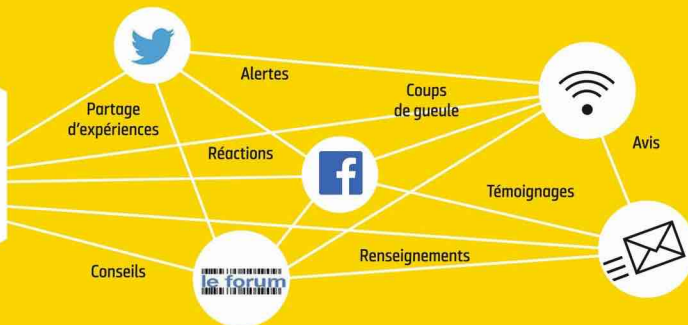 Alertes
Coups
de gueule
Partage
d'expériences
Avis
Réactions
f
Témoignages
Renseignements
Conseils
le forum